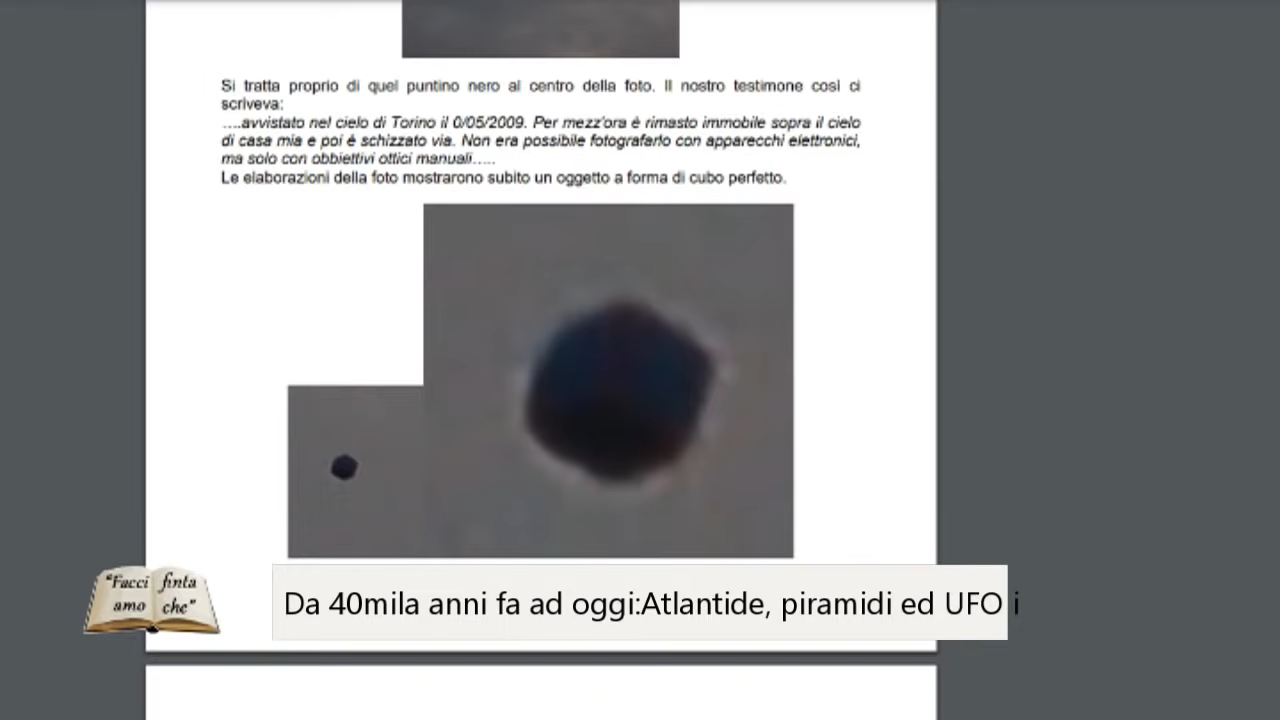 Si tratta proprio di quel puntino nero al centro della foto. Il nostro testimone così ci
scriveva:
....avvistato nel cielo di Torino il 0/05/2009. Per mezz'ora è rimasto immobile sopra il cielo
di casa mia e poi é schizzato via. Non era possibile fotografarlo con apparecchi elettronici,
ma solo con obbiettivi ottici manuali.....
Le elaborazioni della foto mostrarono subito un oggetto a forma di cubo perfetto.
"Facci finta
amo che"
Da 40mila anni fa ad oggi:Atlantide, piramidi ed UFO i